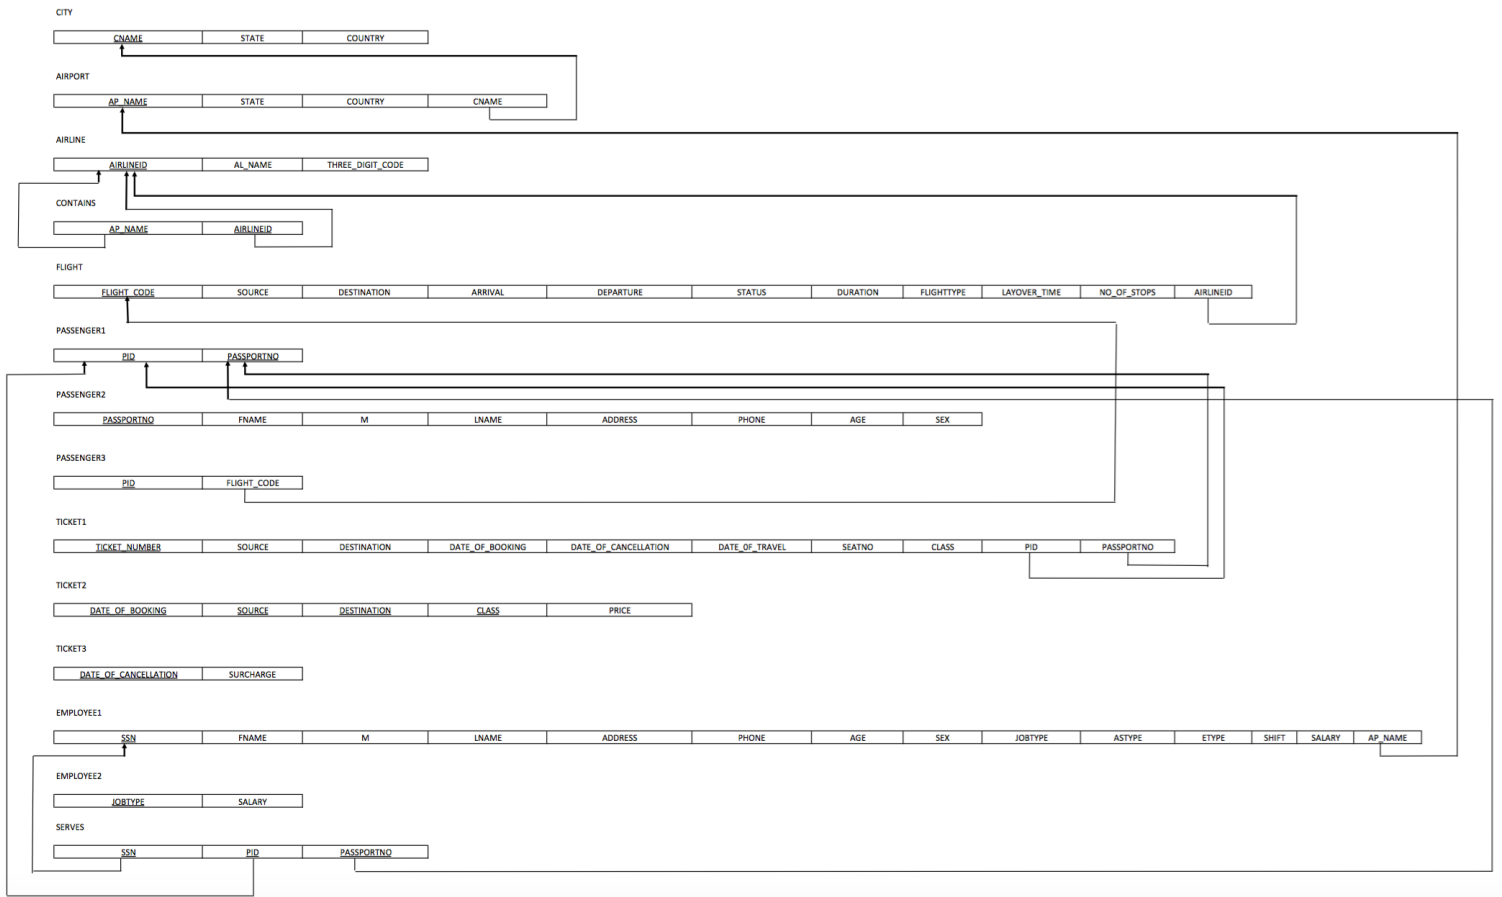 CITY
CNAME STATE COUNTRY
AIRPORT
AP_NAME STATE COUNTRY CNAME
AIRLINE
AIRLINEID AL_NAME THREE_DIGIT_CODE
CONTAINS
AP_NAME AIRLINEID
FLIGHT
FLIGHT_CODE SOURCE DESTINATION ARRIVAL DEPARTURE STATUS DURATION FLIGHTTYPE LAYOVER_TIME NO_OF_STOPS AIRLINEID
PASSENGER1
PID PASSPORTNO
PASSENGER2
PASSPORTNO FNAME M LNAME ADDRESS PHONE AGE SEX
PASSENGER3
PID FLIGHT_CODE
TICKET1
TICKET_NUMBER SOURCE DESTINATION DATE_OF_BOOKING DATE_OF_CANCELLATION DATE_0F_TRAVEL SEATNO CLASS PID PASSPORTNO
TICKET2
DATE_OF_BOOKING SOURCE DESTINATION CLASS PRICE
TICKET3
DATE_OF_CANCELLATION SURCHARGE
EMPLOYEE1
SSN FNAME M LNAME ADDRESS PHONE AGE SEX JOBTYPE ASTYPE ETYPE SHIFT SALARY AP_NAME
EMPLOYEE2
JOBTYPE SALARY
SERVES
SSN PID PASSPORTNO